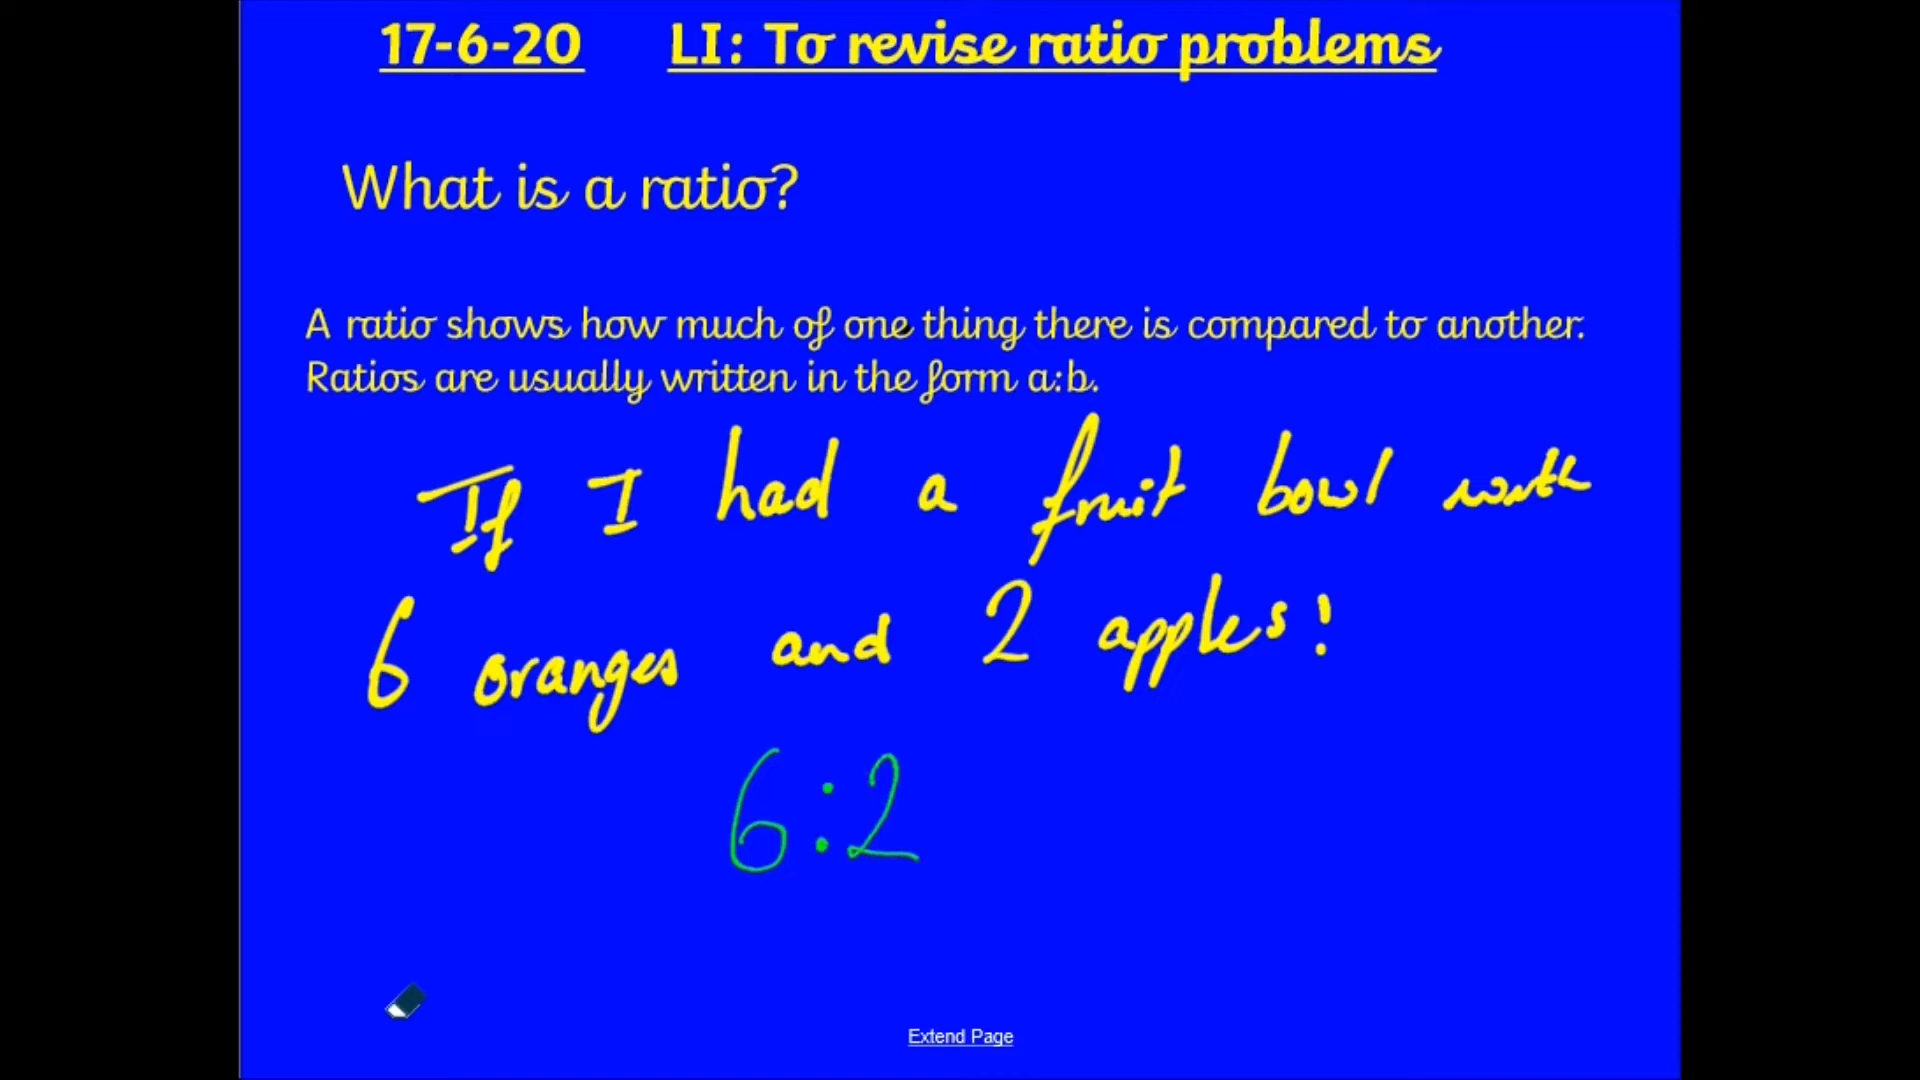 17-6-20 LI: To revise ratio problems
What is a ratio?
A ratio shows how much of one thing there is compared to another.
Ratios are usually written in the form a:b.
If I had a fruit bowl with
6 oranges and 2 apples!
6:2
Extend Page